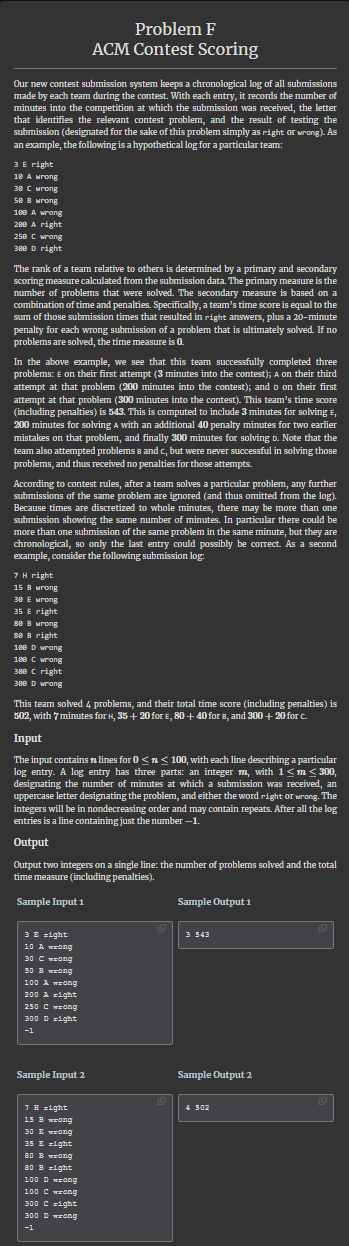 Problem F
ACM Contest Scoring
Our new contest submission system keeps a chronological log of all submissions
made by each team during the contest. With each entry, it records the number of
minutes into the competition at which the submission was received, the letter
that identifies the relevant contest problem, and the result of testing the
submission (designated for the sake of this problem simply as right or wrong). As
an example, the following is a hypothetical log for a particular team:
3 E right
10 A wrong
30 C wrong
50 B wrong
100 A wrong
200 A right
250 C wrong
300 D right
The rank of a team relative to others is determined by a primary and secondary
scoring measure calculated from the submission data. The primary measure is the
number of problems that were solved. The secondary measure is based on a
combination of time and penalties. Specifically, a team's time score is equal to the
sum of those submission times that resulted in right answers, plus a 20-minute
penalty for each wrong submission of a problem that is ultimately solved. If no
problems are solved, the time measure is 0.
In the above example, we see that this team successfully completed three
problems: E on their first attempt (3 minutes into the contest); A on their third
attempt at that problem (200 minutes into the contest); and D on their first
attempt at that problem (300 minutes into the contest). This team's time score
(including penalties) is 543. This is computed to include 3 minutes for solving E,
200 minutes for solving A with an additional 40 penalty minutes for two earlier
mistakes on that problem, and finally 300 minutes for solving D. Note that the
team also attempted problems B and C, but were never successful in solving those
problems, and thus received no penalties for those attempts.
According to contest rules, after a team solves a particular problem, any further
submissions of the same problem are ignored (and thus omitted from the log).
Because times are discretized to whole minutes, there may be more than one
submission showing the same number of minutes. In particular there could be
more than one submission of the same problem in the same minute, but they are
chronological, so only the last entry could possibly be correct. As a second
example, consider the following submission log:
7 H right
15 B wrong
30 E wrong
35 E right
80 B wrong
80 B right
100 D wrong
100 C wrong
300 C right
300 D wrong
This team solved 4 problems, and their total time score (including penalties) is
502, with 7 minutes for H, 35 + 20 for E, 80 + 40 for B, and 300 + 20 for C.
Input
The input contains n lines for 0 ≤ n ≤ 100, with each line describing a particular
log entry. A log entry has three parts: an integer m, with 1 ≤ m ≤ 300,
designating the number of minutes at which a submission was received, an
uppercase letter designating the problem, and either the word right or wrong. The
integers will be in nondecreasing order and may contain repeats. After all the log
entries is a line containing just the number −1.
Output
Output two integers on a single line: the number of problems solved and the total
time measure (including penalties).
Sample Input 1
Sample Output 1
3 E right
10 A wrong
30 C wrong
50 B wrong
100 A wrong
200 A right
250 C wrong
300 D right
-1
3 543
Sample Input 2
Sample Output 2
7 H right
15 B wrong
30 E wrong
35 E right
80 B wrong
80 B right
100 D wrong
100 C wrong
300 C right
300 D wrong
-1
4 502